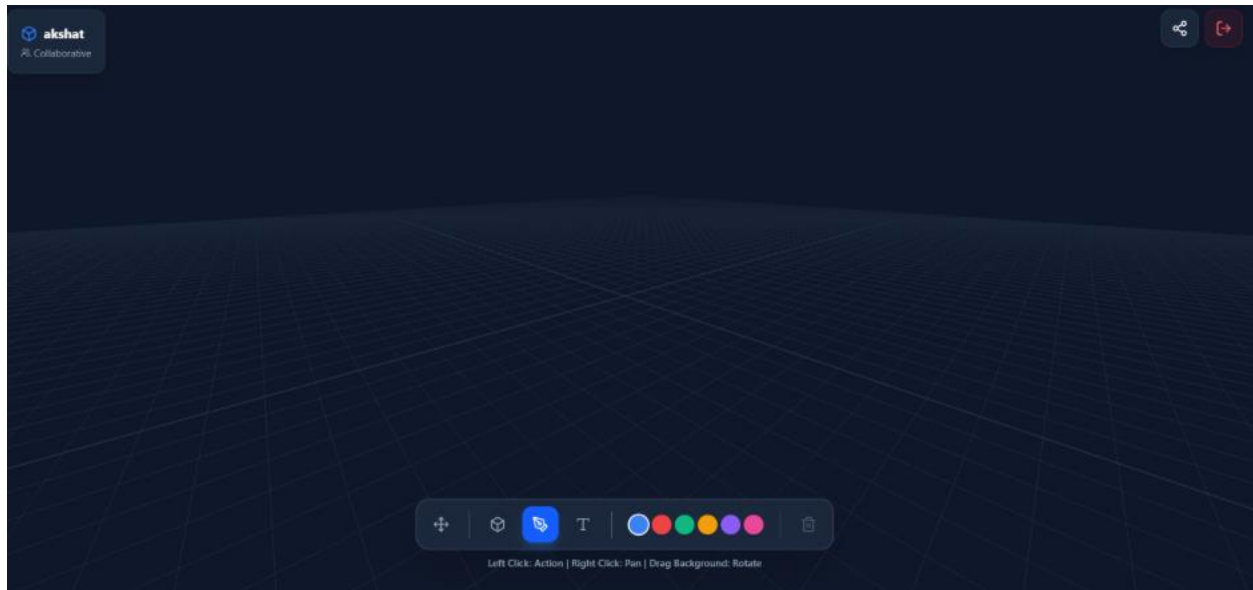 akshat
Collaborative
Left Click: Action | Right Click: Pan | Drag Background: Rotate